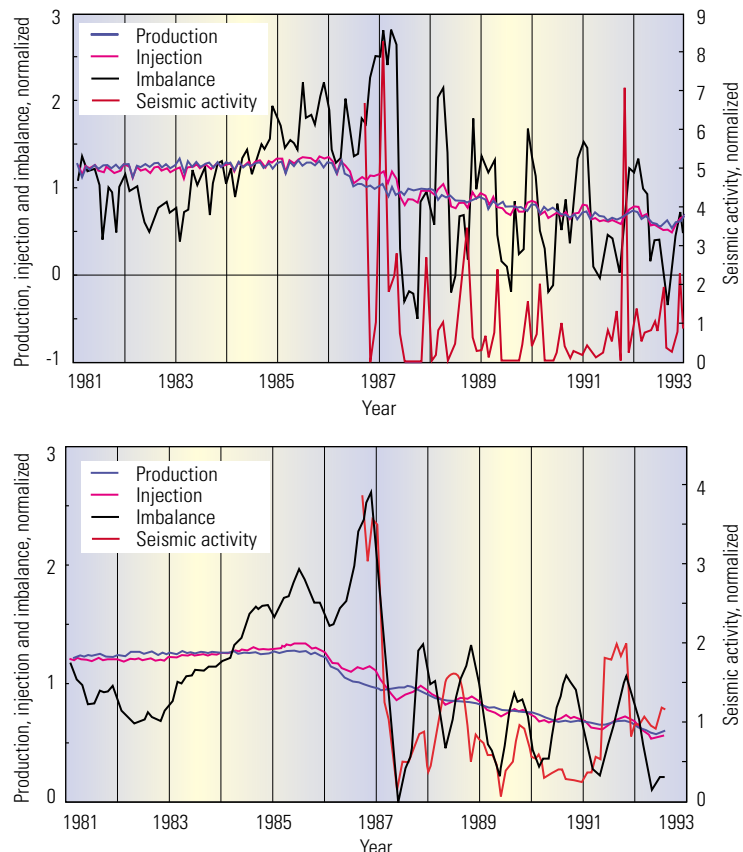 Production, injection and imbalance, normalized
3
2
1
0
-1
Production
Injection
Imbalance
Seismic activity
9
8
7
6
5
4
3
2
1
0
Seismic activity, normalized
1981 1983 1985 1987 1989 1991 1993
Year
Production, injection and imbalance, normalized
3
2
1
0
Production
Injection
Imbalance
Seismic activity
4
3
2
1
0
Seismic activity, normalized
1981 1983 1985 1987 1989 1991 1993
Year